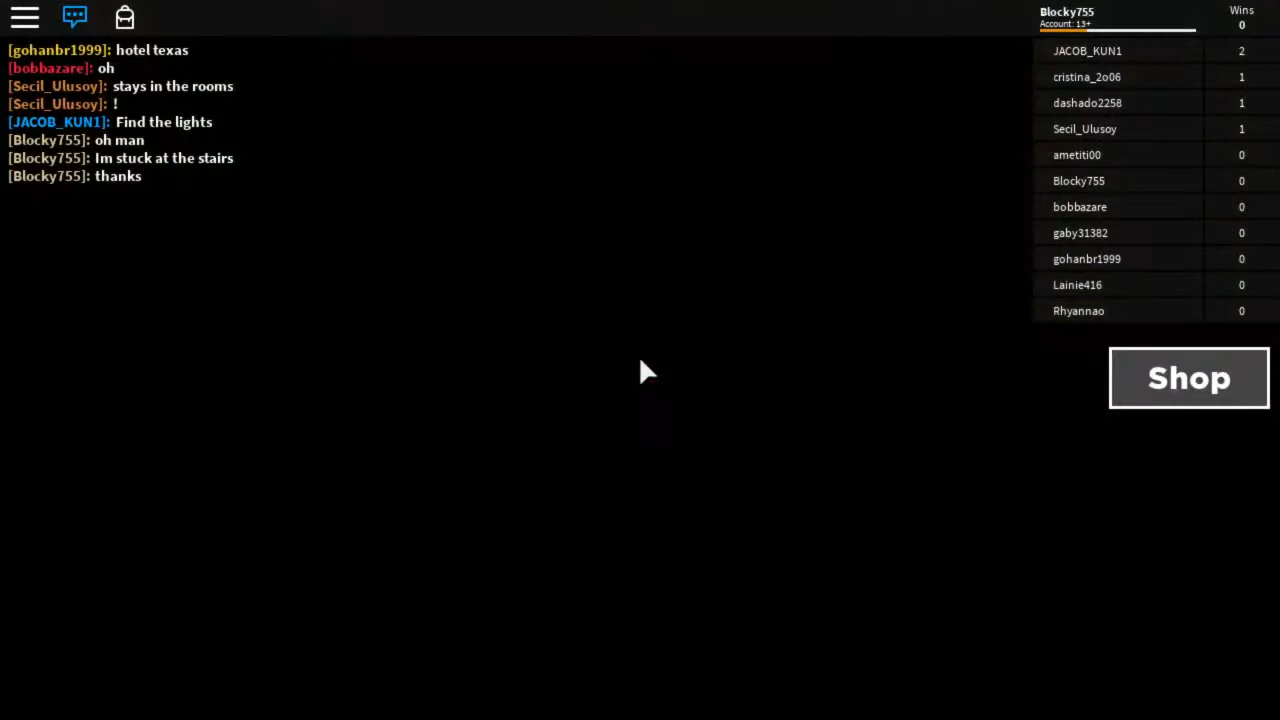 Blocky755
Account: 13+
Wins
0
[gohanbr1999]: hotel texas
[bobbazare]: oh
[Secil_Ulusoy]: stays in the rooms
[Secil_Ulusoy]: !
[JACOB_KUN1]: Find the lights
[Blocky755]: oh man
[Blocky755]: Im stuck at the stairs
[Blocky755]: thanks
JACOB_KUN1 2
cristina_2o06 1
dashado2258 1
Secil_Ulusoy 1
ametiti00 0
Blocky755 0
bobbazare 0
gaby31382 0
gohanbr1999 0
Lainie416 0
Rhyannao 0
Shop